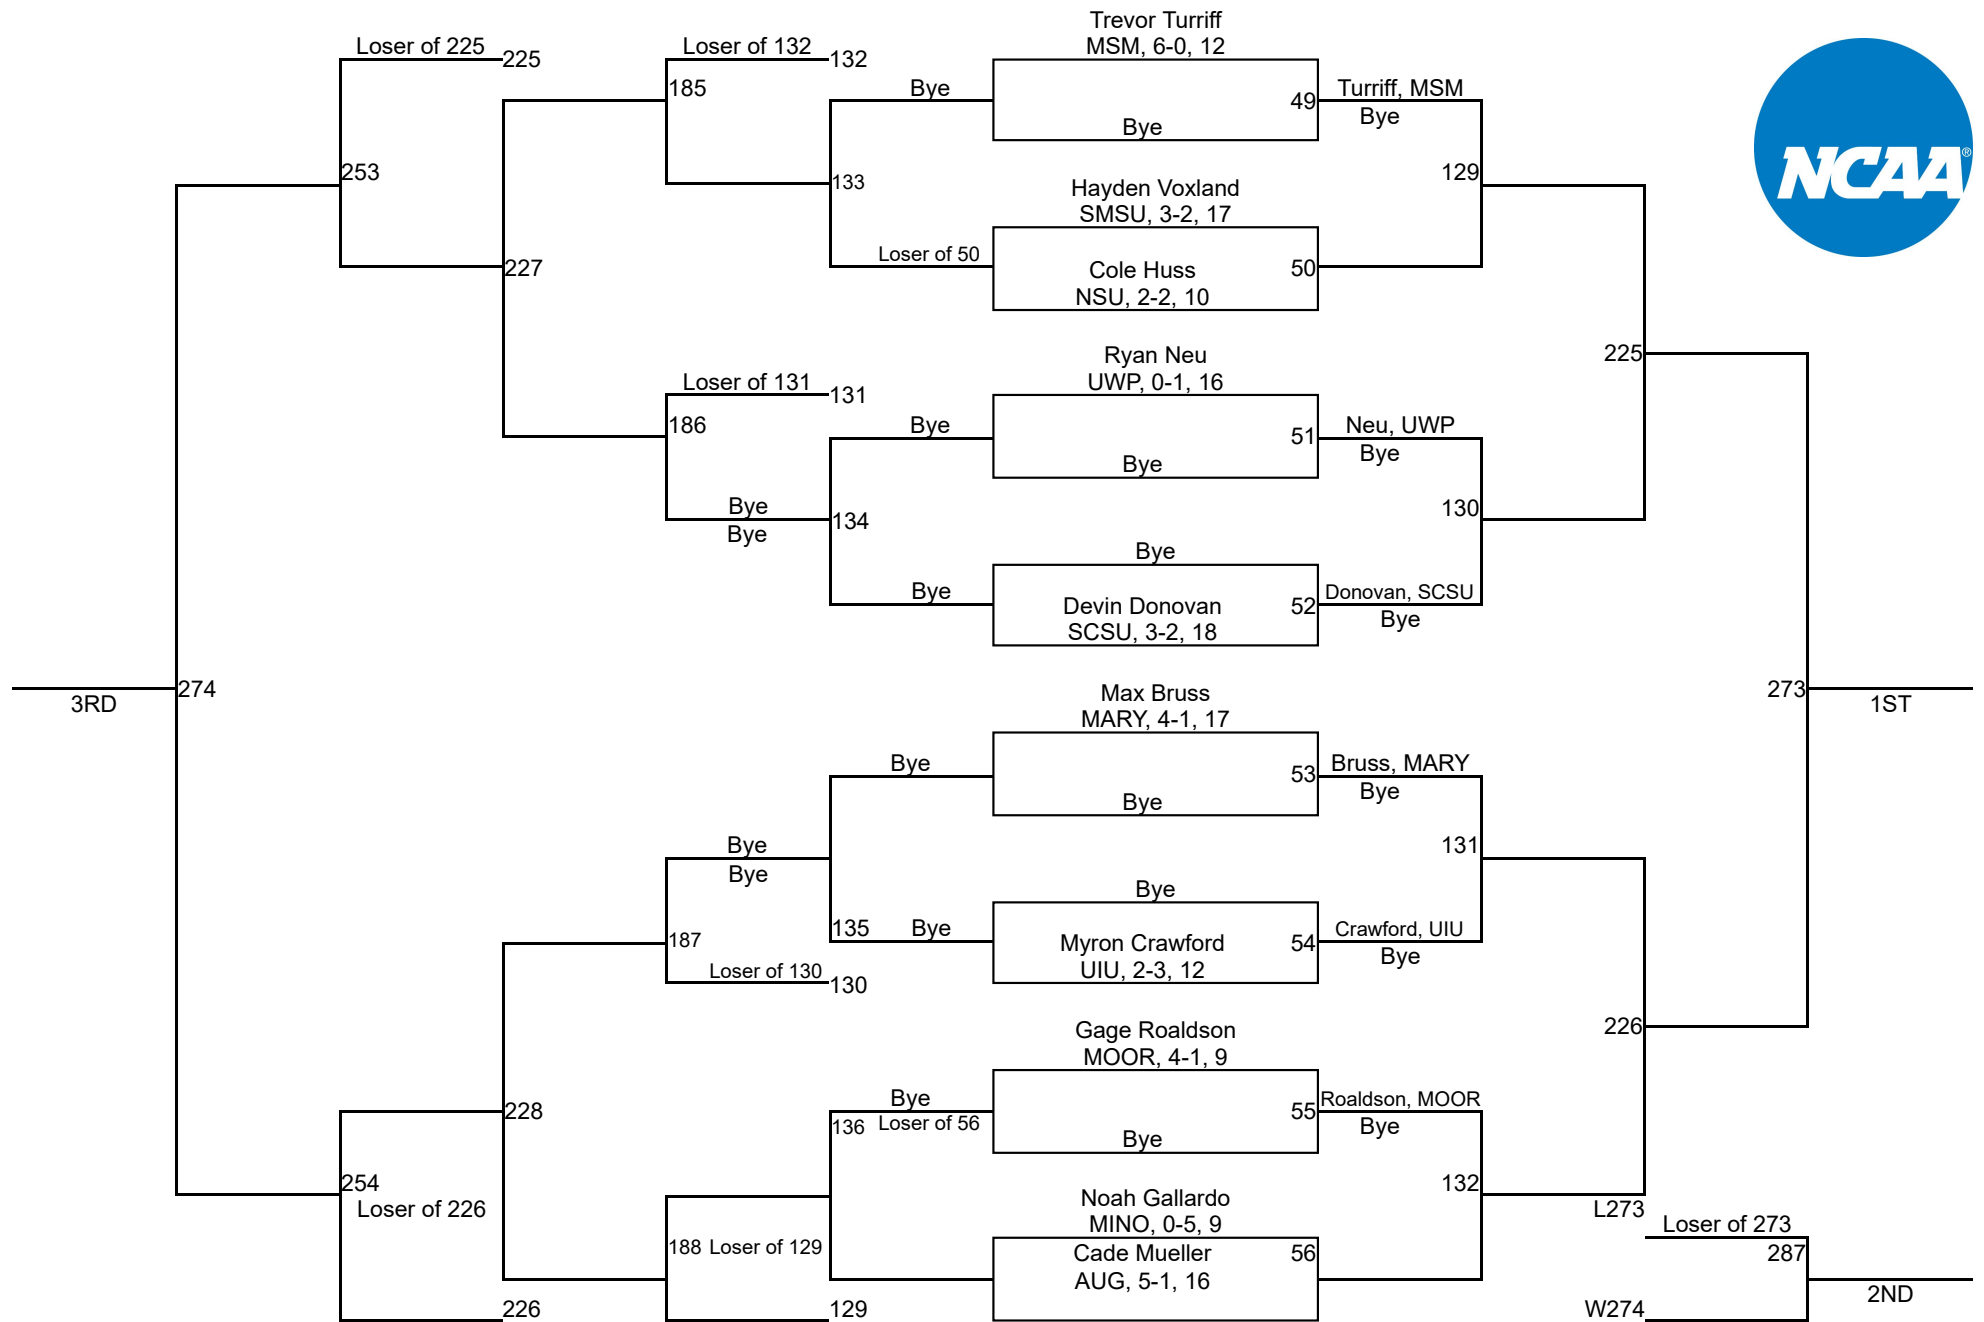 Trevor Turriff
Loser of 225
225
Loser of 132
132
MSM, 6-0, 12
185
Bye
49
Turriff, MSM
Bye
Bye
NCAA®
253
133
129
Hayden Voxland
SMSU, 3-2, 17
227
Loser of 50
Cole Huss
50
NSU, 2-2, 10
Ryan Neu
225
Loser of 131
131
UWP, 0-1, 16
186
Bye
51
Neu, UWP
Bye
Bye
Bye
134
130
Bye
Bye
Bye
Devin Donovan
52
Donovan, SCSU
SCSU, 3-2, 18
Bye
274
3RD
273
1ST
Max Bruss
MARY, 4-1, 17
Bye
53
Bruss, MARY
Bye
Bye
Bye
131
Bye
Bye
135
Bye
187
Myron Crawford
54
Crawford, UIU
Loser of 130
130
UIU, 2-3, 12
Bye
Gage Roaldson
226
MOOR, 4-1, 9
228
Bye
136
Loser of 56
55
Roaldson, MOOR
Bye
Bye
254
132
Loser of 226
Noah Gallardo
L273
MINO, 0-5, 9
Loser of 273
188
Loser of 129
Cade Mueller
56
287
AUG, 5-1, 16
2ND
226
129
W274